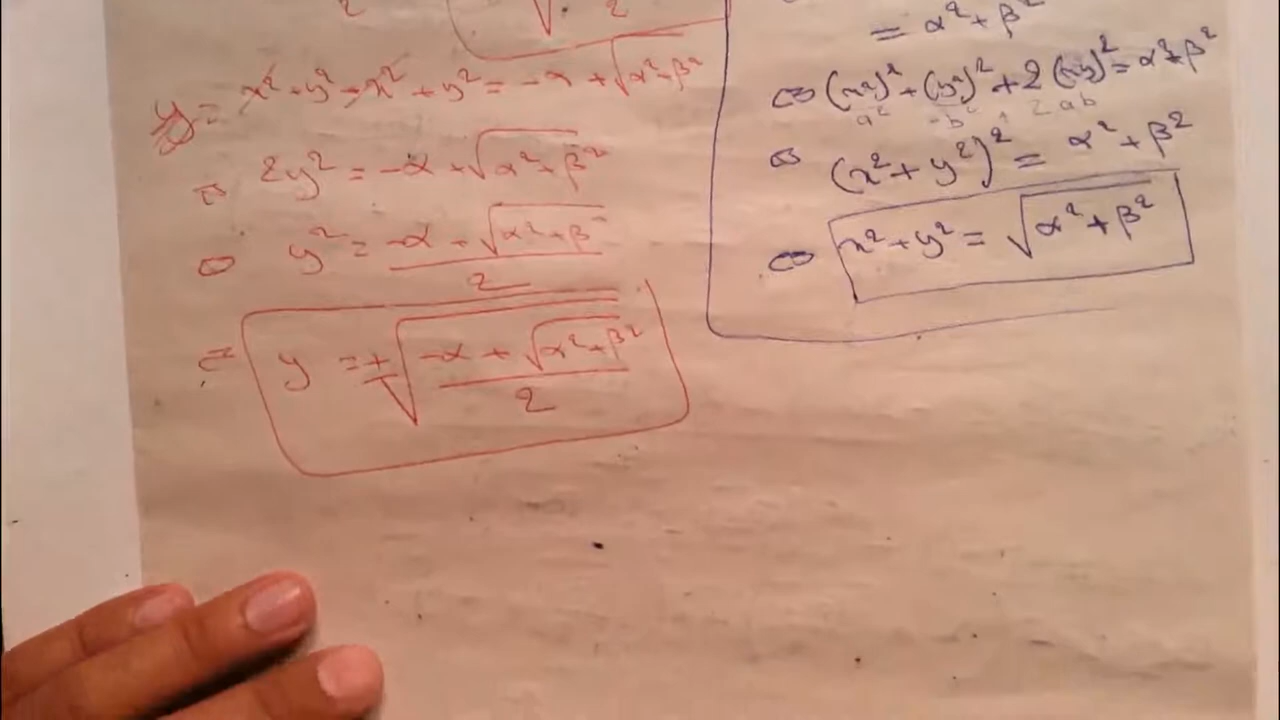 2
√ 2
y = x² + y² - x² + y² = -α + √α²+β²
⇔ 2y² = -α + √α²+β²
⇔ y² = -α + √α²+β² / 2
⇒ y = ± √(-α + √α²+β² / 2)
= α² + β²
⇔ (x²)² + (y²)² + 2(xy)² = α²+β²
a² + b² + 2ab
⇔ (x² + y²)² = α² + β²
⇔ x² + y² = √α² + β²